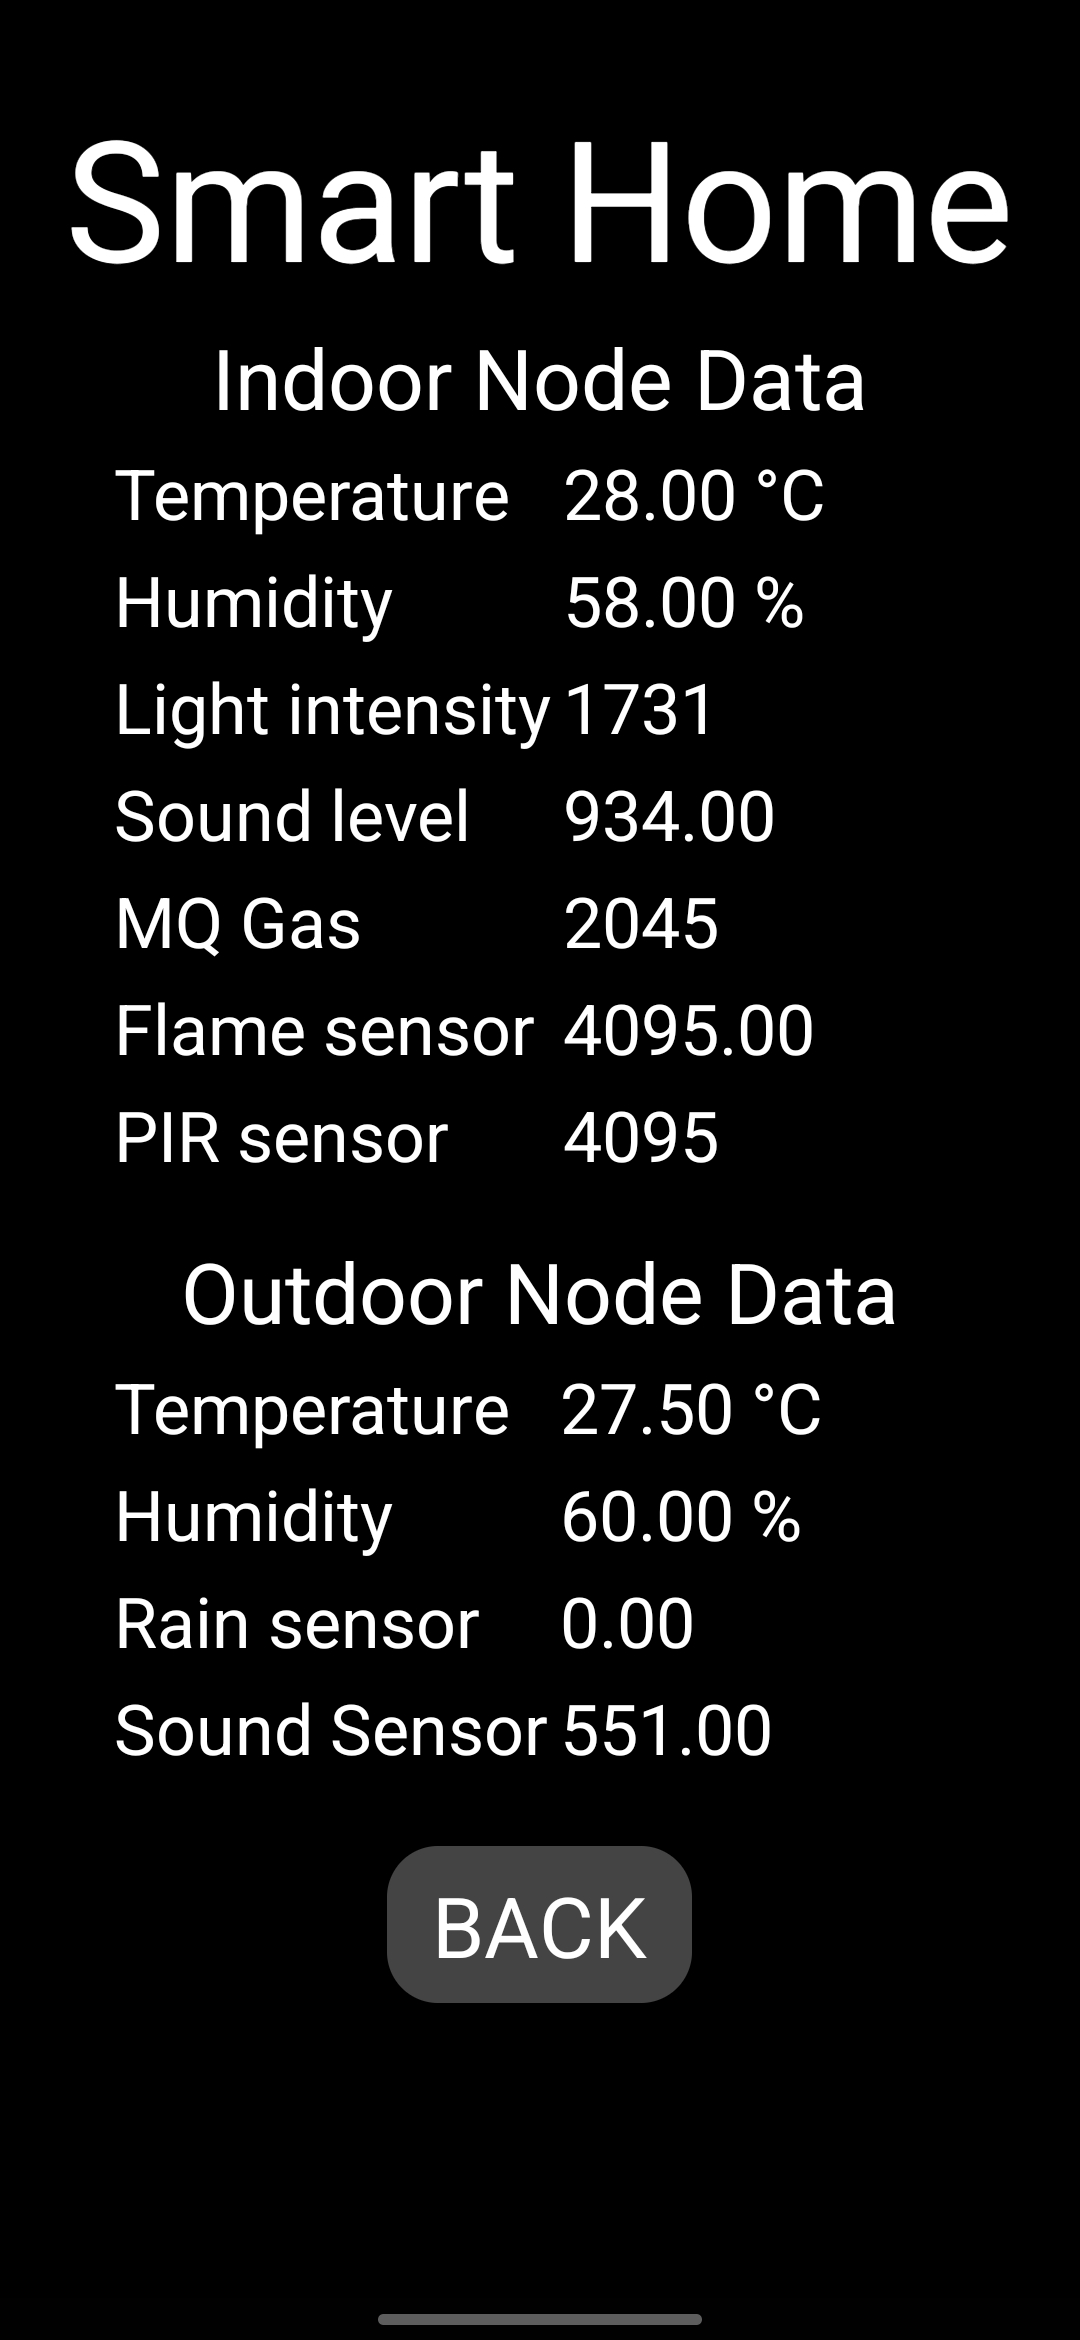 Smart Home
Indoor Node Data
Temperature 28.00 °C
Humidity 58.00 %
Light intensity 1731
Sound level 934.00
MQ Gas 2045
Flame sensor 4095.00
PIR sensor 4095
Outdoor Node Data
Temperature 27.50 °C
Humidity 60.00 %
Rain sensor 0.00
Sound Sensor 551.00
BACK